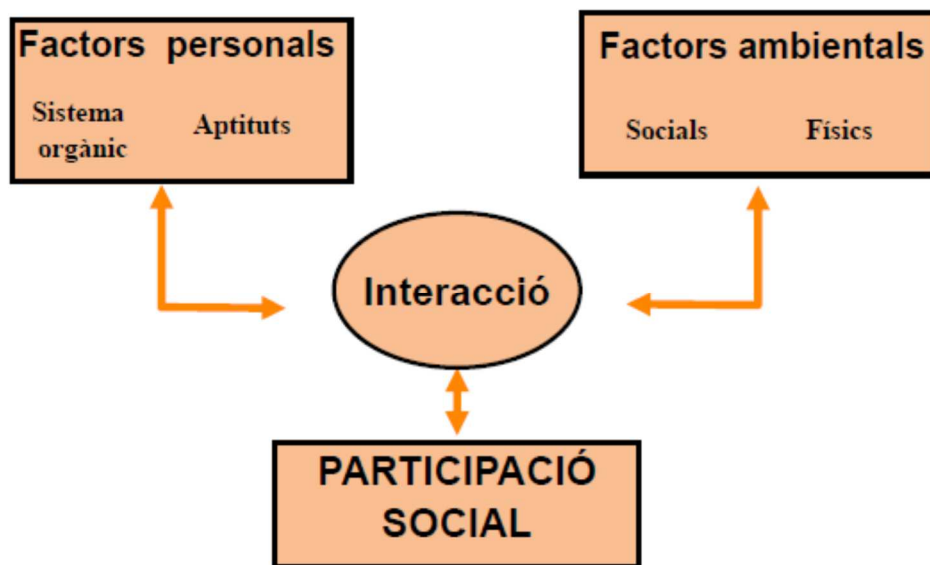 Factors personals
Sistema
orgànic
Aptituts
Factors ambientals
Socials
Físics
Interacció
PARTICIPACIÓ
SOCIAL